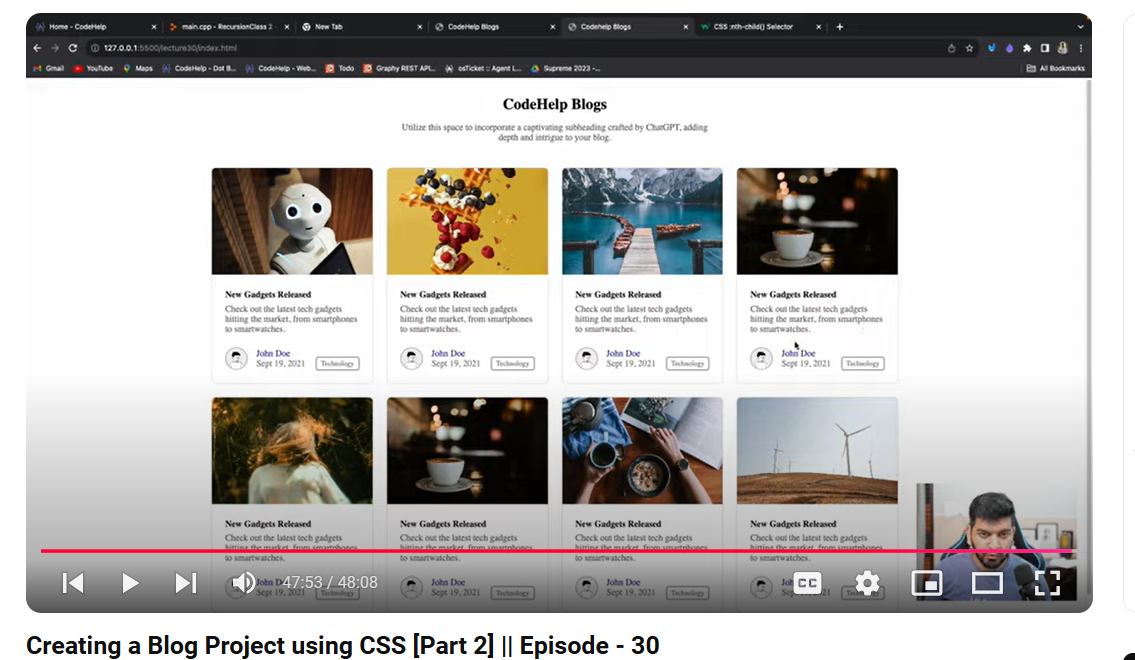 Home - CodeHelp
main.cpp - RecursionClass 2
New Tab
CodeHelp Blogs
Codehelp Blogs
CSS :nth-child() Selector
127.0.0.1:5500/lecture30/index.html
Gmail YouTube Maps CodeHelp - Dot B... CodeHelp - Web... Todo Graphy REST API... osTicket :: Agent L... Supreme 2023 -... All Bookmarks
CodeHelp Blogs
Utilize this space to incorporate a captivating subheading crafted by ChatGPT, adding
depth and intrigue to your blog.
New Gadgets Released
Check out the latest tech gadgets
hitting the market, from smartphones
to smartwatches.
John Doe
Sept 19, 2021
Technology
New Gadgets Released
Check out the latest tech gadgets
hitting the market, from smartphones
to smartwatches.
John Doe
Sept 19, 2021
Technology
New Gadgets Released
Check out the latest tech gadgets
hitting the market, from smartphones
to smartwatches.
John Doe
Sept 19, 2021
Technology
New Gadgets Released
Check out the latest tech gadgets
hitting the market, from smartphones
to smartwatches.
John Doe
Sept 19, 2021
Technology
New Gadgets Released
Check out the latest tech gadgets
hitting the market, from smartphones
to smartwatches.
Technology
New Gadgets Released
Check out the latest tech gadgets
hitting the market, from smartphones
to smartwatches.
John Doe
Sept 19, 2021
Technology
New Gadgets Released
Check out the latest tech gadgets
hitting the market, from smartphones
to smartwatches.
John Doe
Sept 19, 2021
Technology
New Gadgets Released
Check out the latest tech gadgets
hitting the market, from smartphones
to smartwatches.
Sept 19, 2021
47:53 / 48:08
CC
Creating a Blog Project using CSS [Part 2] || Episode - 30